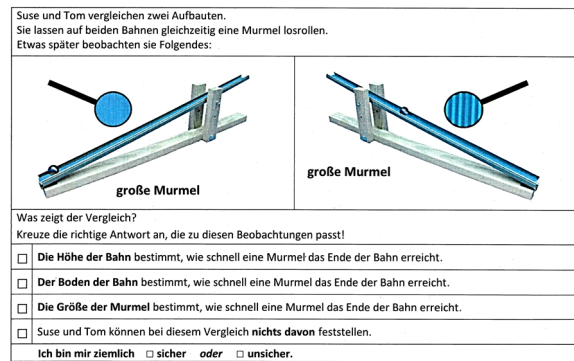 Suse und Tom vergleichen zwei Aufbauten.
Sie lassen auf beiden Bahnen gleichzeitig eine Murmel losrollen.
Etwas später beobachten sie Folgendes:
große Murmel
große Murmel
Was zeigt der Vergleich?
Kreuze die richtige Antwort an, die zu diesen Beobachtungen passt!
☐ Die Höhe der Bahn bestimmt, wie schnell eine Murmel das Ende der Bahn erreicht.
☐ Der Boden der Bahn bestimmt, wie schnell eine Murmel das Ende der Bahn erreicht.
☐ Die Größe der Murmel bestimmt, wie schnell eine Murmel das Ende der Bahn erreicht.
☐ Suse und Tom können bei diesem Vergleich nichts davon feststellen.
Ich bin mir ziemlich ☐ sicher oder ☐ unsicher.